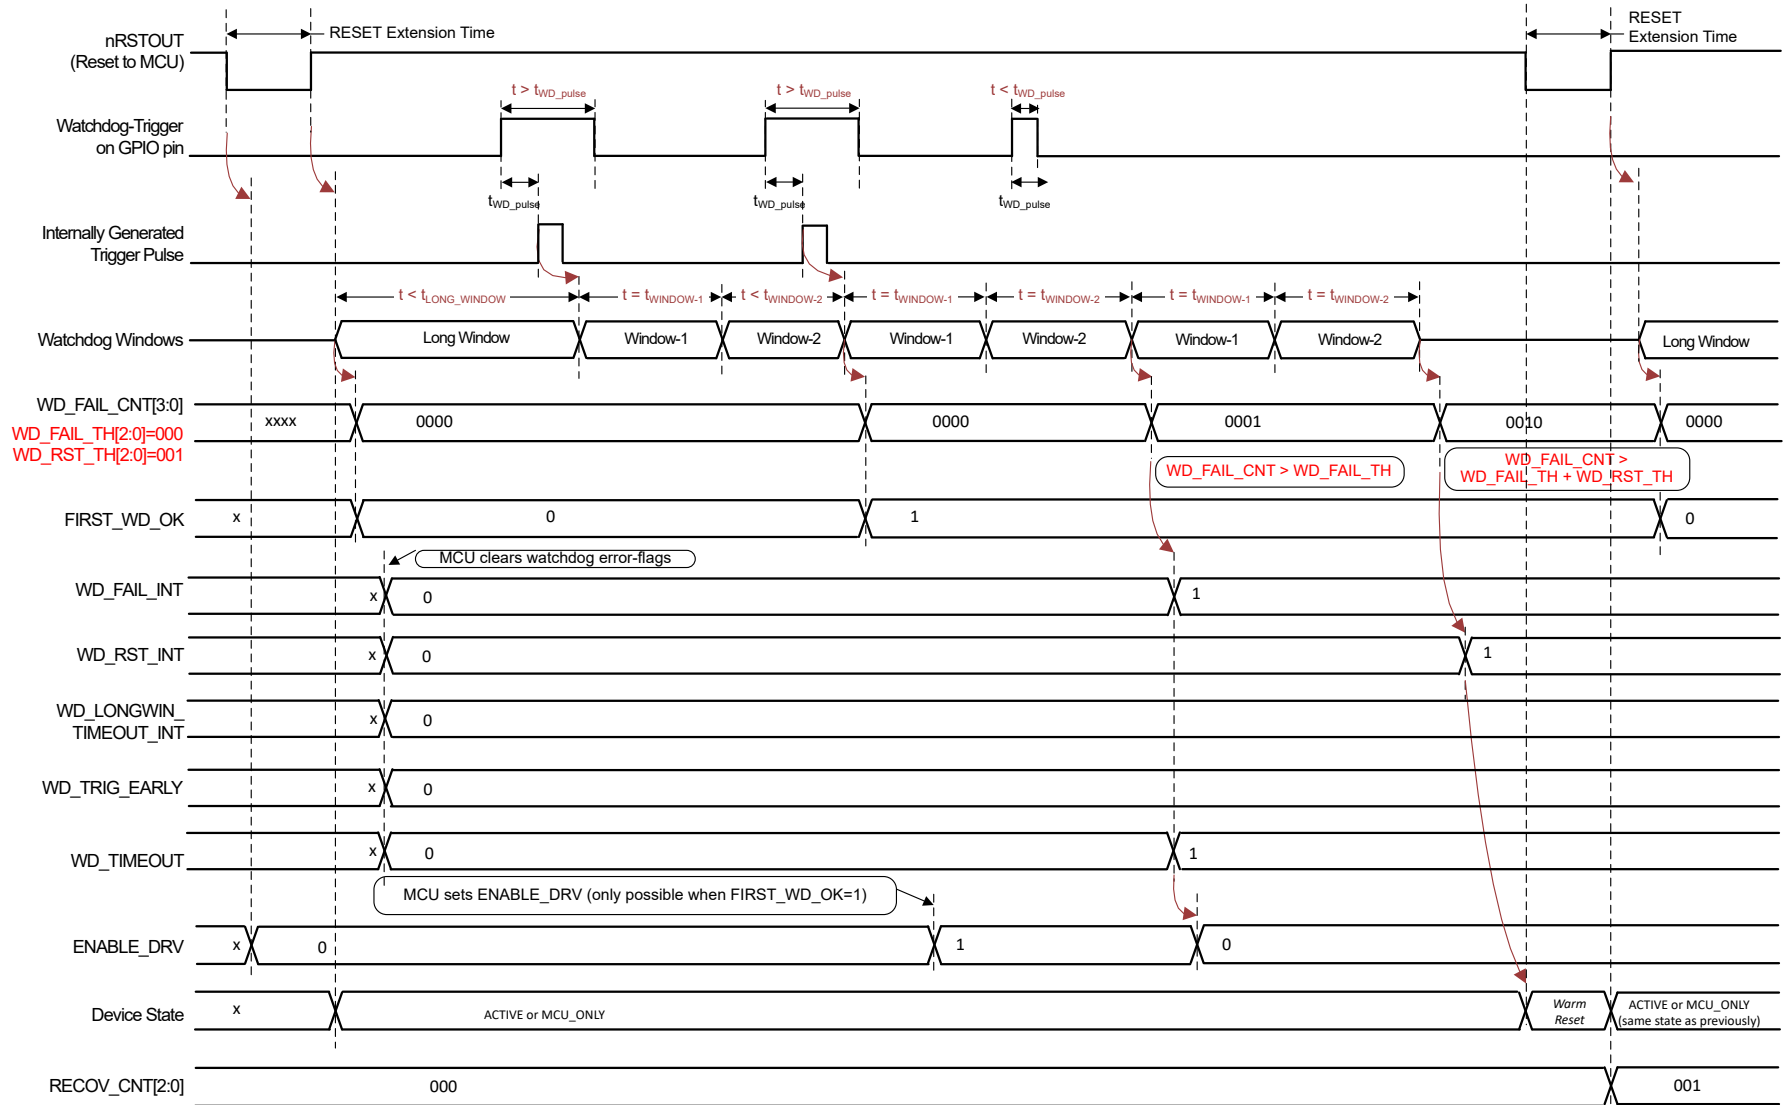 RESET Extension Time
RESET
Extension Time
nRSTOUT
(Reset to MCU)
t > tWD_pulse
t > tWD_pulse
t < tWD_pulse
Watchdog-Trigger
on GPIO pin
tWD_pulse
tWD_pulse
tWD_pulse
Internally Generated
Trigger Pulse
t < tLONG_WINDOW
t = tWINDOW-1
t < tWINDOW-2
t = tWINDOW-1
t = tWINDOW-2
t = tWINDOW-1
t = tWINDOW-2
Watchdog Windows
Long Window
Window-1
Window-2
Window-1
Window-2
Window-1
Window-2
Long Window
WD_FAIL_CNT[3:0]
WD_FAIL_TH[2:0]=000
WD_RST_TH[2:0]=001
xxxx
0000
0000
0001
0010
0000
WD_FAIL_CNT > WD_FAIL_TH
WD_FAIL_CNT >
WD_FAIL_TH + WD_RST_TH
FIRST_WD_OK
x
0
1
0
MCU clears watchdog error-flags
WD_FAIL_INT
x
0
1
WD_RST_INT
x
0
1
WD_LONGWIN_
TIMEOUT_INT
x
0
WD_TRIG_EARLY
x
0
WD_TIMEOUT
x
0
1
MCU sets ENABLE_DRV (only possible when FIRST_WD_OK=1)
ENABLE_DRV
x
0
1
0
Device State
x
ACTIVE or MCU_ONLY
Warm
Reset
ACTIVE or MCU_ONLY
(same state as previously)
RECOV_CNT[2:0]
000
001